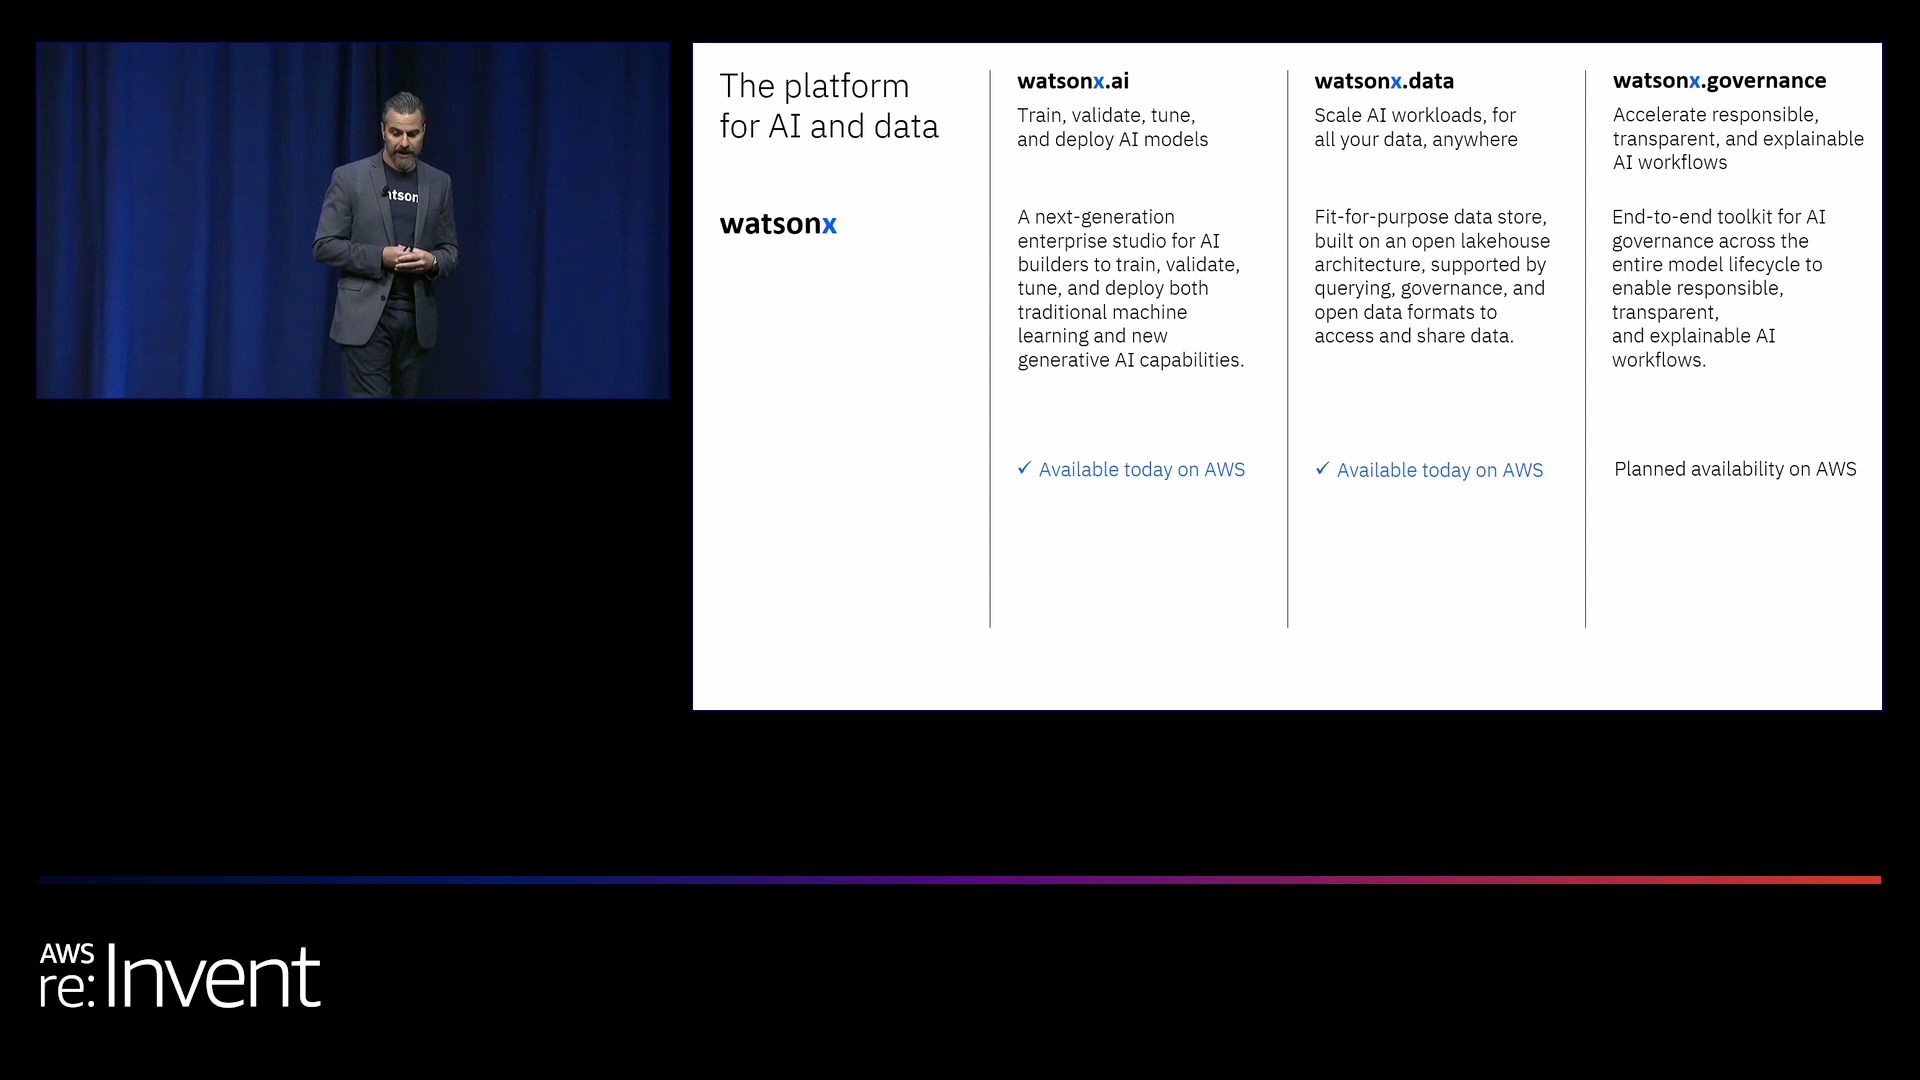 atson
The platform
for AI and data
watsonx
watsonx.ai
Train, validate, tune,
and deploy AI models
A next-generation
enterprise studio for AI
builders to train, validate,
tune, and deploy both
traditional machine
learning and new
generative AI capabilities.
✓ Available today on AWS
watsonx.data
Scale AI workloads, for
all your data, anywhere
Fit-for-purpose data store,
built on an open lakehouse
architecture, supported by
querying, governance, and
open data formats to
access and share data.
✓ Available today on AWS
watsonx.governance
Accelerate responsible,
transparent, and explainable
AI workflows
End-to-end toolkit for AI
governance across the
entire model lifecycle to
enable responsible,
transparent,
and explainable AI
workflows.
Planned availability on AWS
AWS
re:Invent